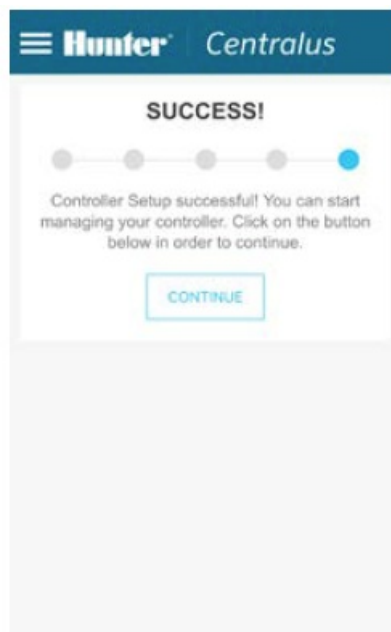 Hunter® Centralus
SUCCESS!
Controller Setup successful! You can start
managing your controller. Click on the button
below in order to continue.
CONTINUE